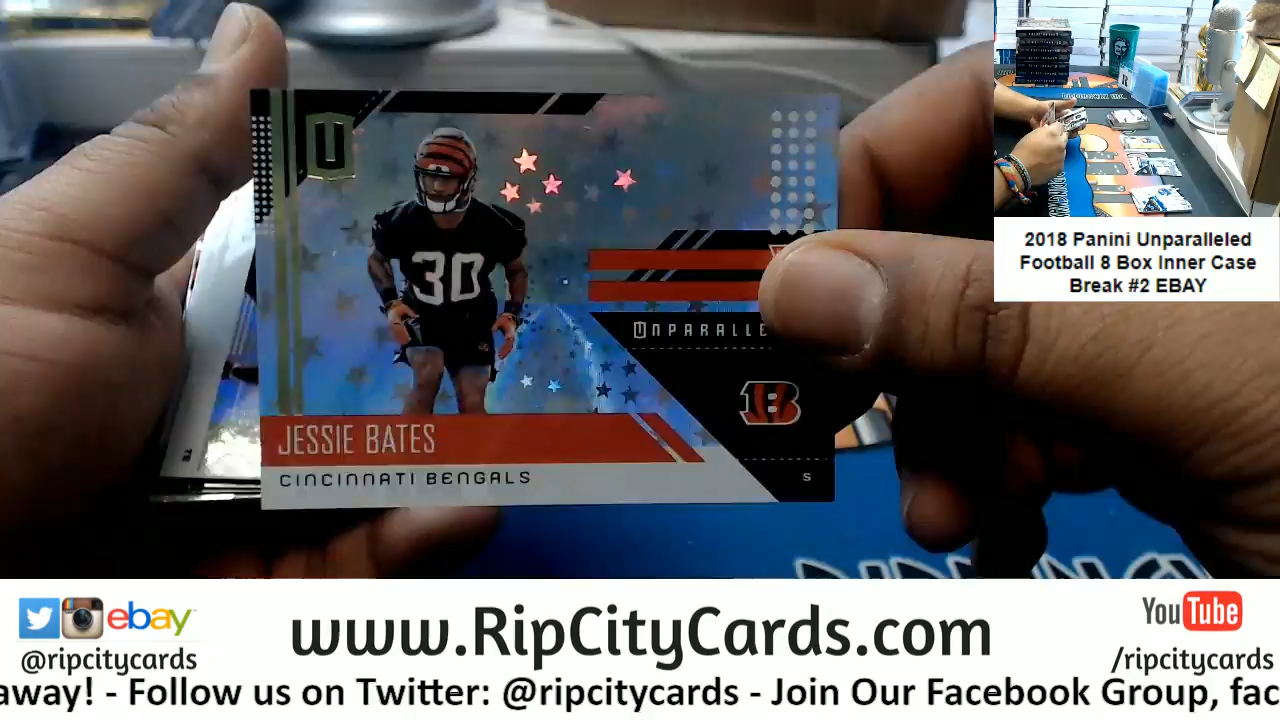 U
30
UNPARALLE
B
JESSIE BATES
CINCINNATI BENGALS
S
2018 Panini Unparalleled
Football 8 Box Inner Case
Break #2 EBAY
ebay
@ripcitycards
www.RipCityCards.com
YouTube
/ripcitycards
away! - Follow us on Twitter: @ripcitycards - Join Our Facebook Group, fac